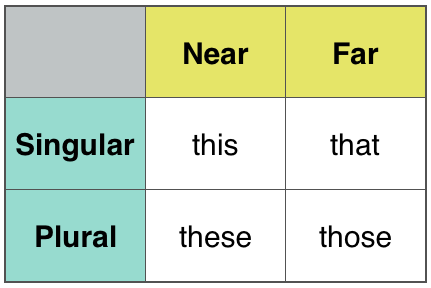 Near Far
Singular this that
Plural these those